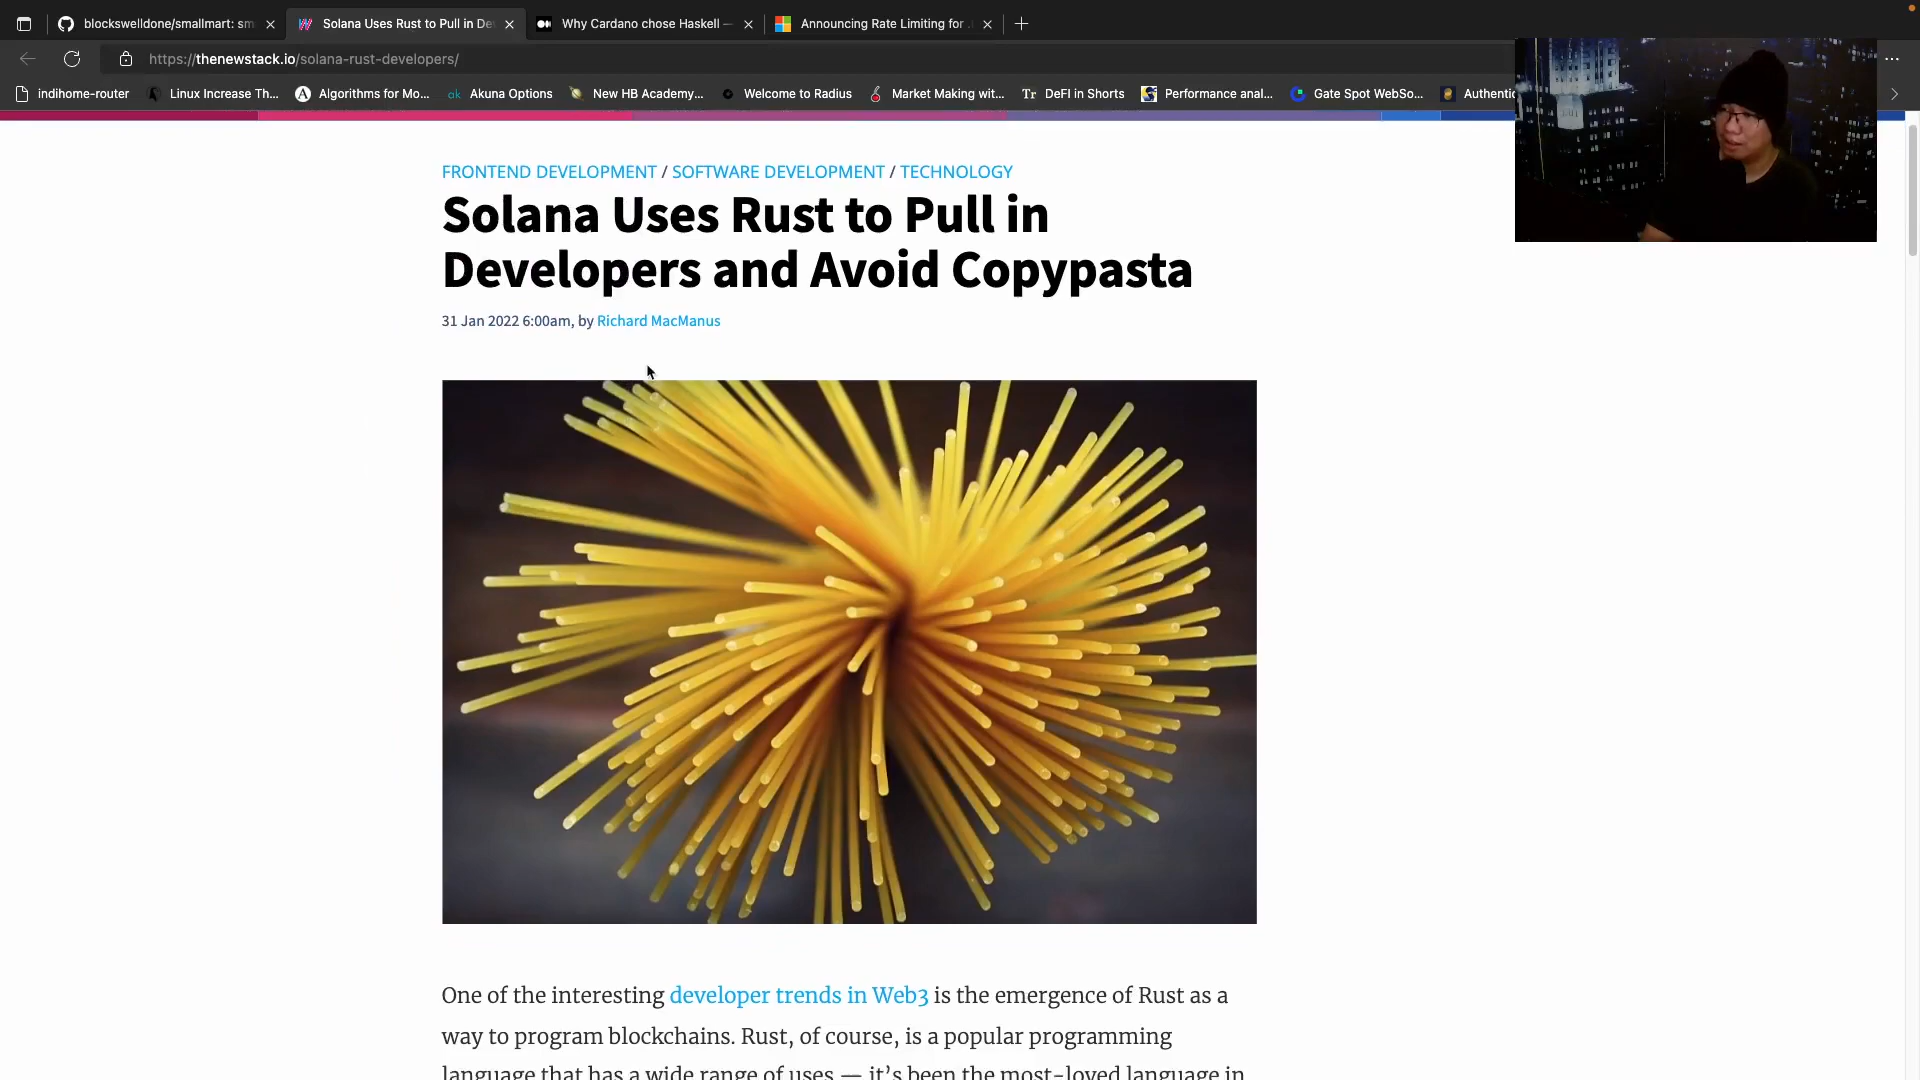 blockswelldone/smallmart: sm
Solana Uses Rust to Pull in De
Why Cardano chose Haskell —
Announcing Rate Limiting for .
https://thenewstack.io/solana-rust-developers/
indihome-router
Linux Increase Th...
Algorithms for Mo...
ak Akuna Options
New HB Academy...
Welcome to Radius
Market Making wit...
Tr DeFI in Shorts
Performance anal...
Gate Spot WebSo...
Authentic
FRONTEND DEVELOPMENT / SOFTWARE DEVELOPMENT / TECHNOLOGY
Solana Uses Rust to Pull in
Developers and Avoid Copypasta
31 Jan 2022 6:00am, by Richard MacManus
One of the interesting developer trends in Web3 is the emergence of Rust as a
way to program blockchains. Rust, of course, is a popular programming
language that has a wide range of uses — it's been the most-loved language in